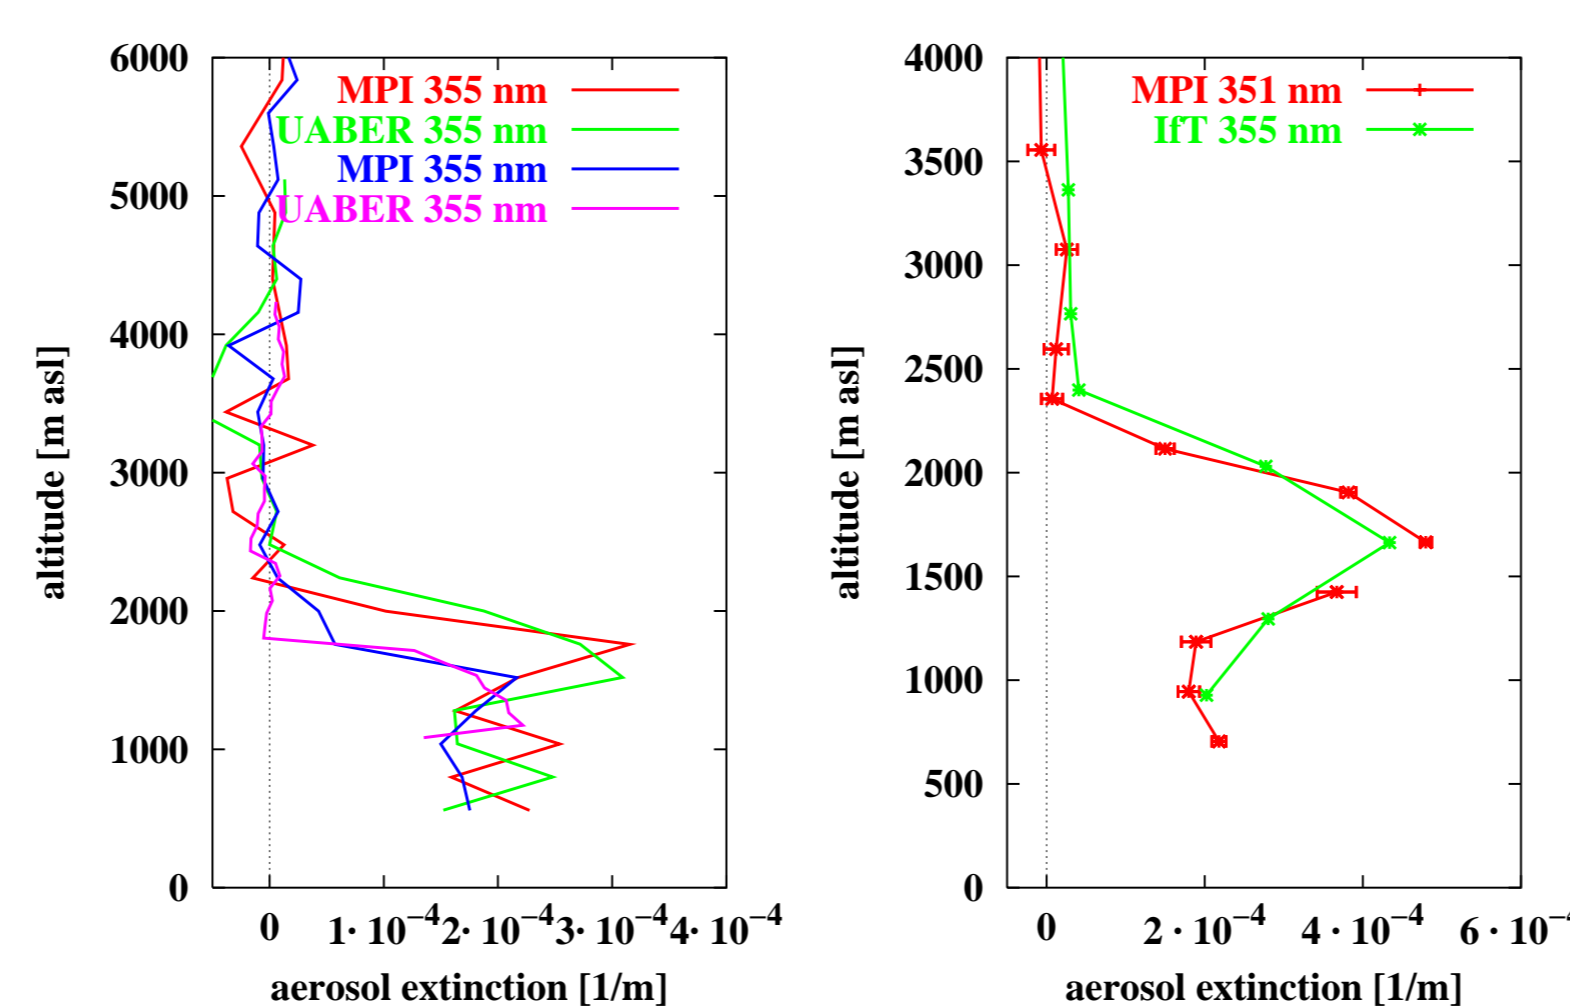 6000
5000
4000
3000
2000
1000
0
altitude [m asl]
MPI 355 nm
UABER 355 nm
MPI 355 nm
UABER 355 nm
0 1·10⁻⁴ 2·10⁻⁴ 3·10⁻⁴ 4·10⁻⁴
aerosol extinction [1/m]
4000
3500
3000
2500
2000
1500
1000
500
0
altitude [m asl]
MPI 351 nm
IfT 355 nm
0 2·10⁻⁴ 4·10⁻⁴ 6·10⁻⁴
aerosol extinction [1/m]